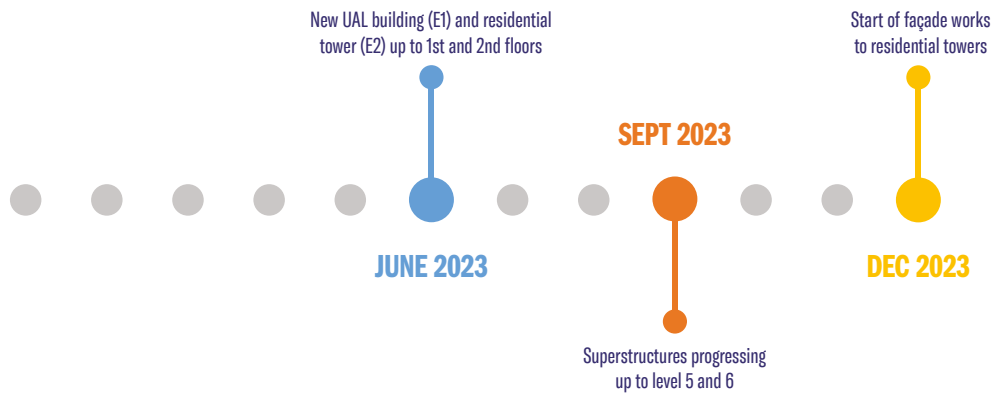 New UAL building (E1) and residential
tower (E2) up to 1st and 2nd floors
JUNE 2023
SEPT 2023
Superstructures progressing
up to level 5 and 6
Start of façade works
to residential towers
DEC 2023